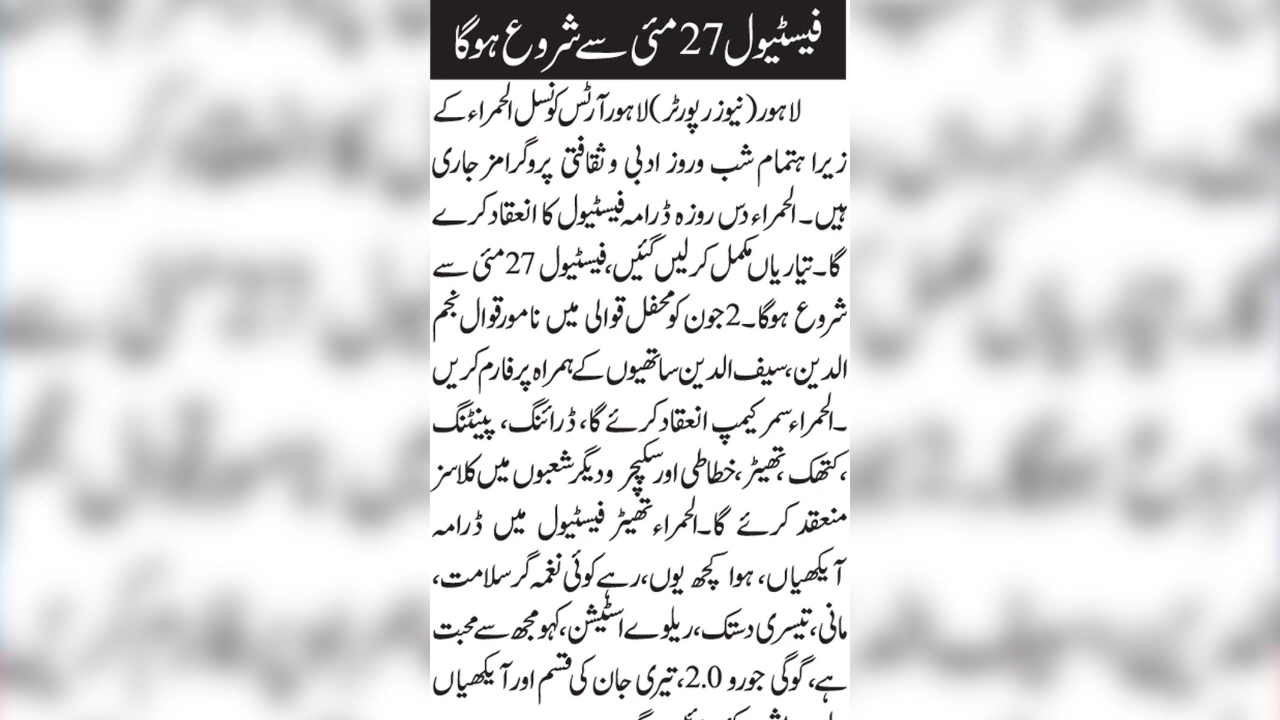 فیسٹیول 27 مئی سے شروع ہوگا
لاہور (نیوز رپورٹر) لاہور آرٹس کونسل الحمراء کے
زیر اہتمام شب و روز ادبی و ثقافتی پروگرامز جاری
ہیں۔ الحمراء دس روزہ ڈرامہ فیسٹیول کا انعقاد کرے
گا۔ تیاریاں مکمل کر لیں گئیں، فیسٹیول 27 مئی سے
شروع ہوگا۔ 2 جون کو محفل قوالی میں نامور قوال نجم
الدین، سیف الدین ساتھیوں کے ہمراہ پرفارم کریں
۔ الحمراء سمر کیمپ انعقاد کرئے گا، ڈرائنگ، پینٹنگ
، کتھک، تھیٹر، خطاطی اور سکیچر و دیگر شعبوں میں کلاسز
منعقد کرئے گا۔ الحمراء تھیٹر فیسٹیول میں ڈرامہ
آیکھیاں، ہوا کچھ یوں، رہے کوئی نغمہ گر سلامت،
مانی، تیسری دستک، ریلوے اسٹیشن، کہو مجھ سے محبت
ہے، گوگی جورو 2.0، تیری جان کی قسم اور آیکھیاں